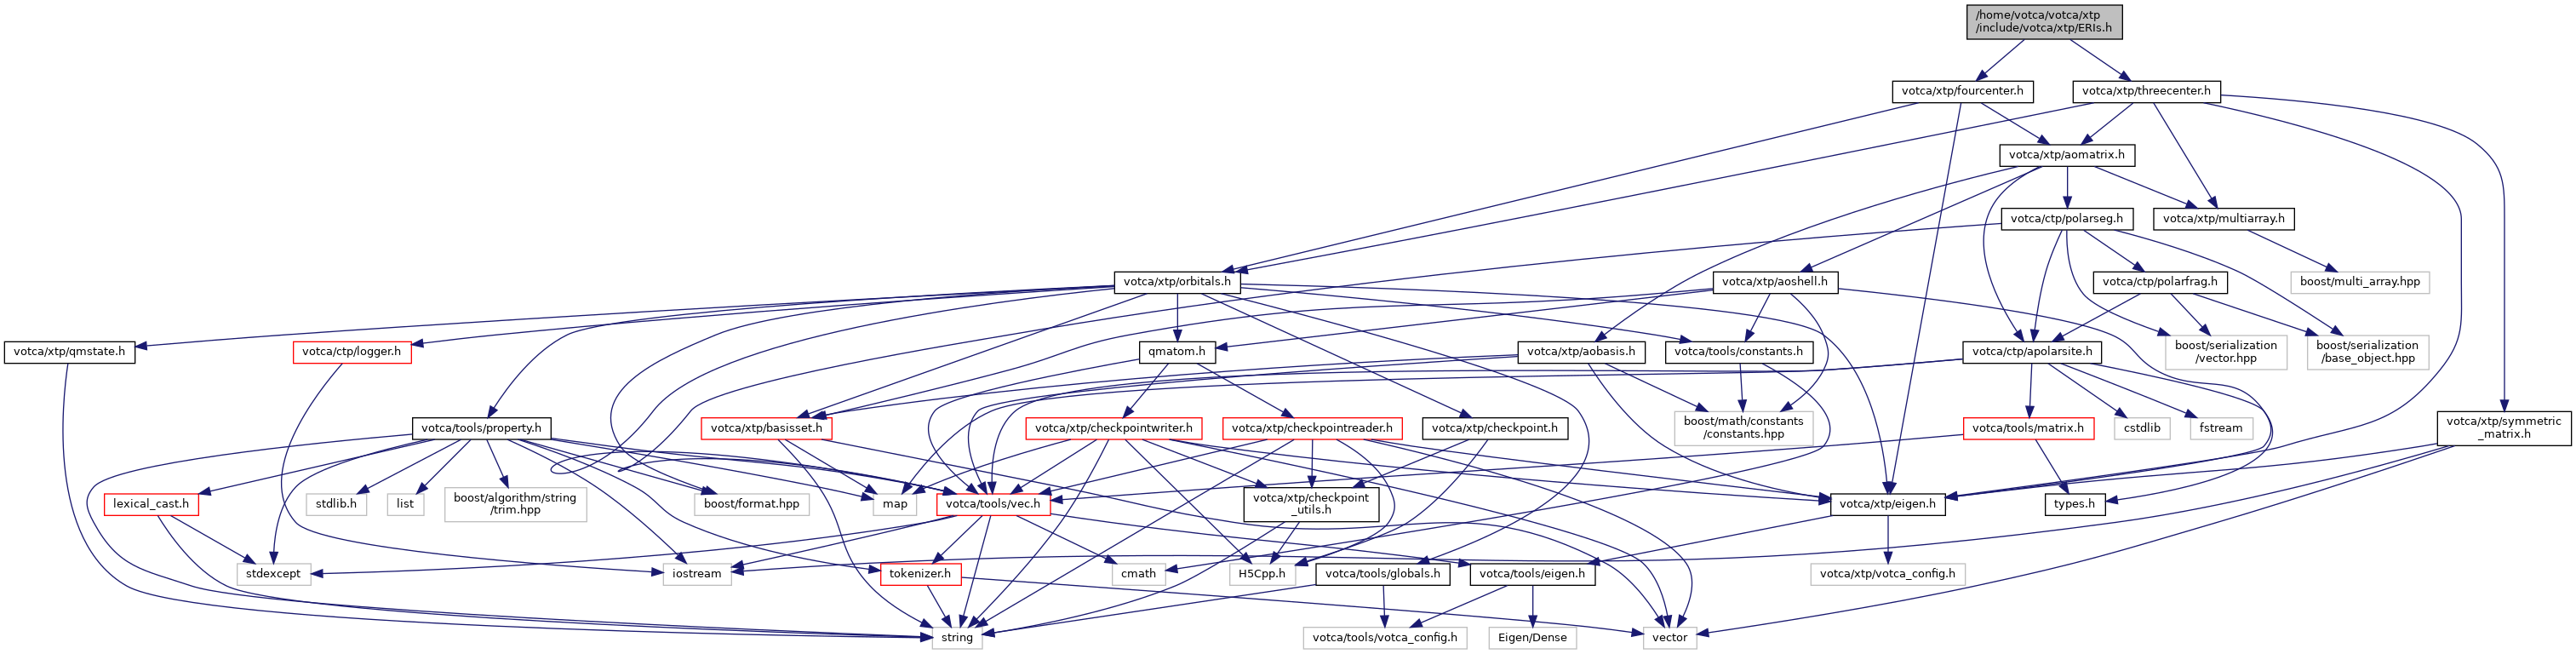 /home/votca/votca/xtp
/include/votca/xtp/ERIs.h
votca/xtp/fourcenter.h
votca/xtp/threecenter.h
votca/xtp/aomatrix.h
votca/ctp/polarseg.h
votca/xtp/multiarray.h
votca/xtp/orbitals.h
votca/xtp/aoshell.h
votca/ctp/polarfrag.h
boost/multi_array.hpp
votca/xtp/qmstate.h
votca/ctp/logger.h
qmatom.h
votca/xtp/aobasis.h
votca/tools/constants.h
votca/ctp/apolarsite.h
boost/serialization
/vector.hpp
boost/serialization
/base_object.hpp
votca/tools/property.h
votca/xtp/basisset.h
votca/xtp/checkpointwriter.h
votca/xtp/checkpointreader.h
votca/xtp/checkpoint.h
boost/math/constants
/constants.hpp
votca/tools/matrix.h
cstdlib
fstream
votca/xtp/symmetric
_matrix.h
lexical_cast.h
stdlib.h
list
boost/algorithm/string
/trim.hpp
boost/format.hpp
map
votca/tools/vec.h
votca/xtp/checkpoint
_utils.h
votca/xtp/eigen.h
types.h
stdexcept
iostream
tokenizer.h
cmath
H5Cpp.h
votca/tools/globals.h
votca/tools/eigen.h
votca/xtp/votca_config.h
string
votca/tools/votca_config.h
Eigen/Dense
vector